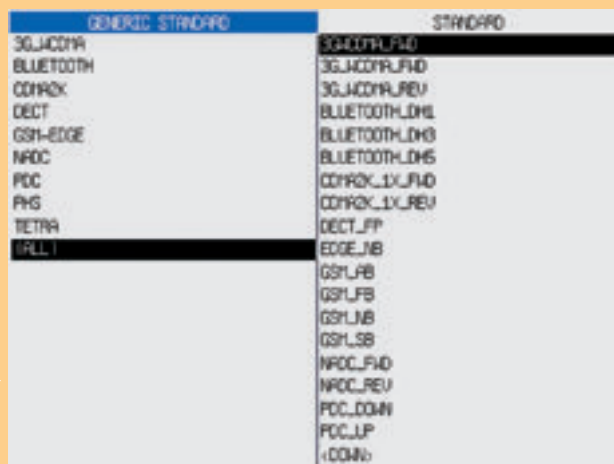 GENERIC STANDARD
3G_WCDMA
BLUETOOTH
CDMA2K
DECT
GSM-EDGE
NADC
PDC
PHS
TETRA
(ALL)
STANDARD
3GWCDMA_FWD
3G_WCDMA_FWD
3G_WCDMA_REV
BLUETOOTH_DH1
BLUETOOTH_DH3
BLUETOOTH_DH5
CDMA2K_1X_FWD
CDMA2K_1X_REV
DECT_FP
EDGE_NB
GSM_AB
GSM_FB
GSM_NB
GSM_SB
NADC_FWD
NADC_REV
PDC_DOWN
PDC_UP
<DOWN>